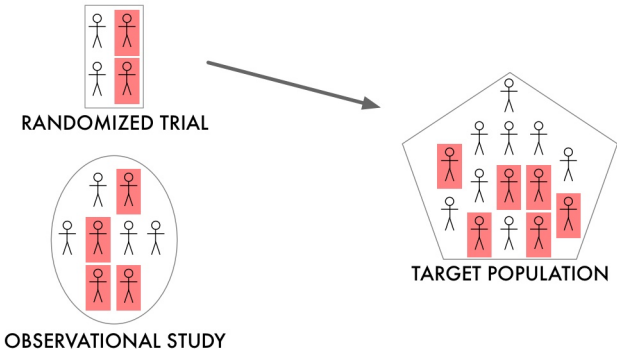 RANDOMIZED TRIAL
TARGET POPULATION
OBSERVATIONAL STUDY